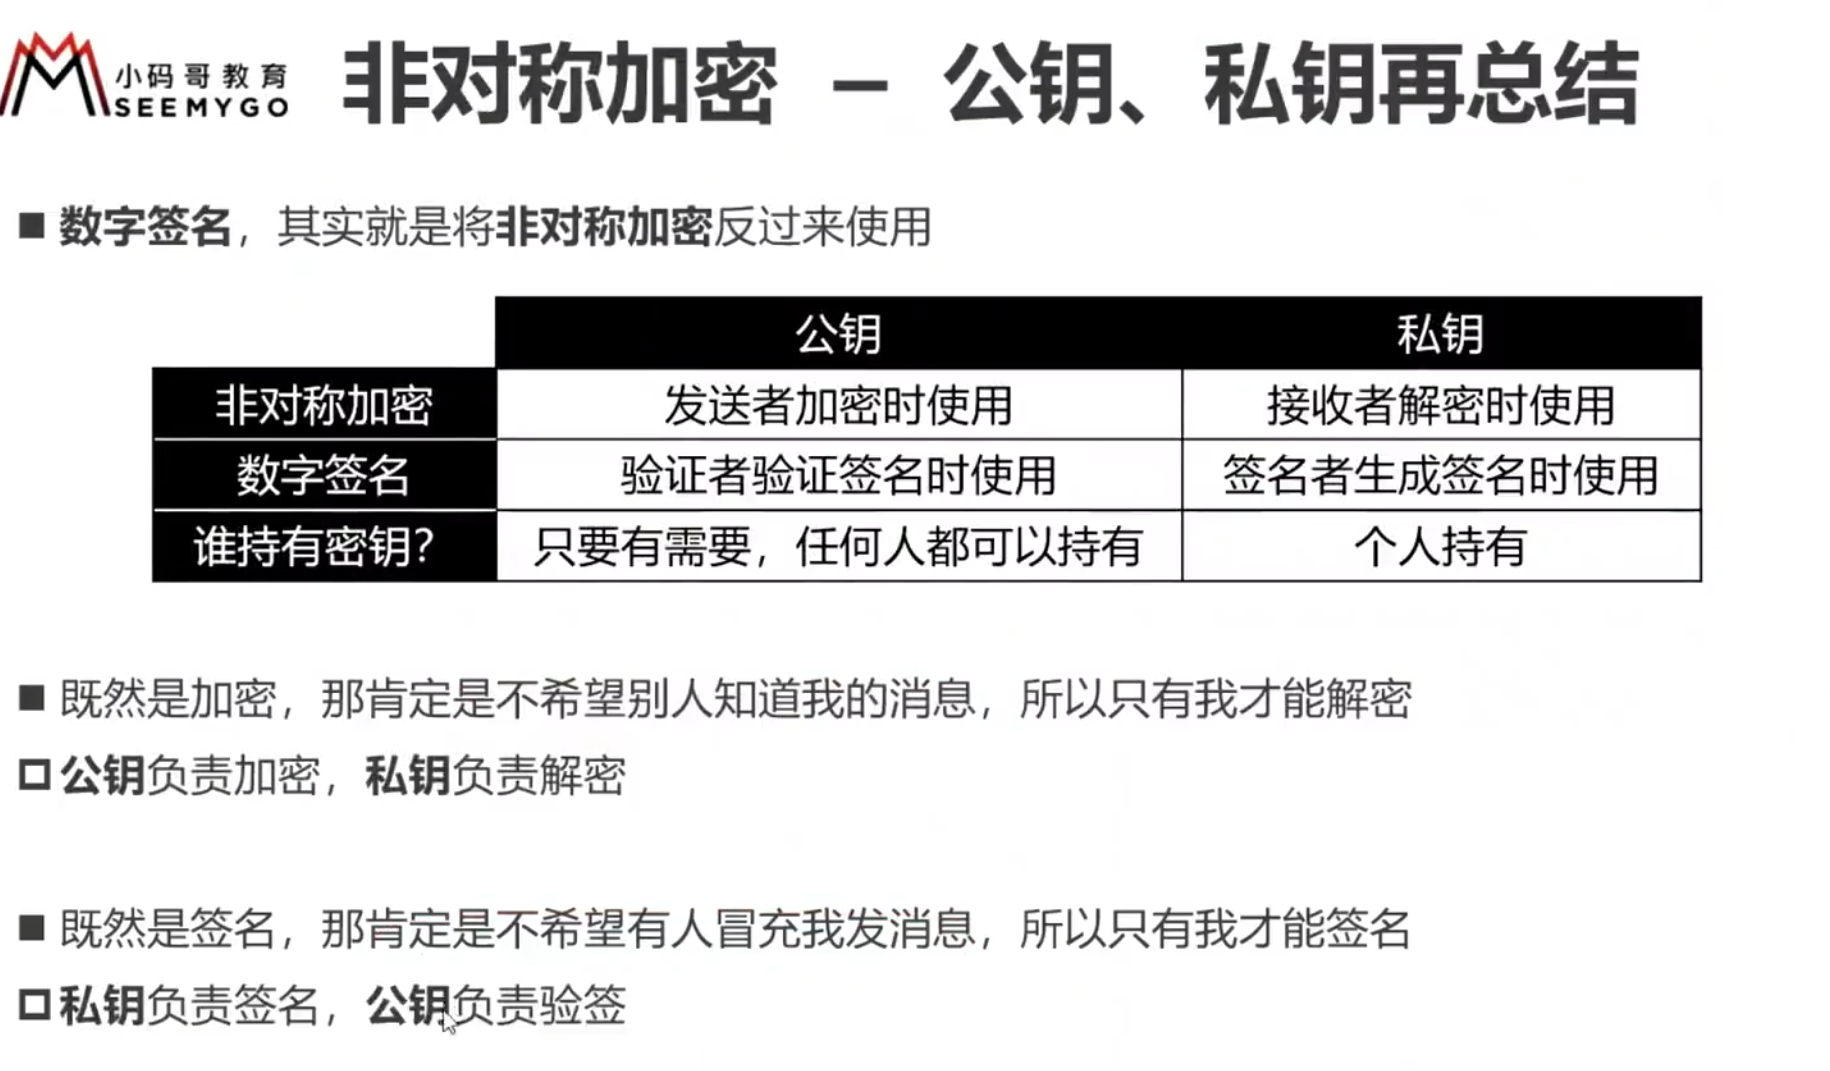 小码哥教育
SEEMYGO
非对称加密 – 公钥、私钥再总结
■ 数字签名，其实就是将非对称加密反过来使用
公钥 私钥
非对称加密 发送者加密时使用 接收者解密时使用
数字签名 验证者验证签名时使用 签名者生成签名时使用
谁持有密钥？ 只要有需要，任何人都可以持有 个人持有
■ 既然是加密，那肯定是不希望别人知道我的消息，所以只有我才能解密
□ 公钥负责加密，私钥负责解密
■ 既然是签名，那肯定是不希望有人冒充我发消息，所以只有我才能签名
□ 私钥负责签名，公钥负责验签